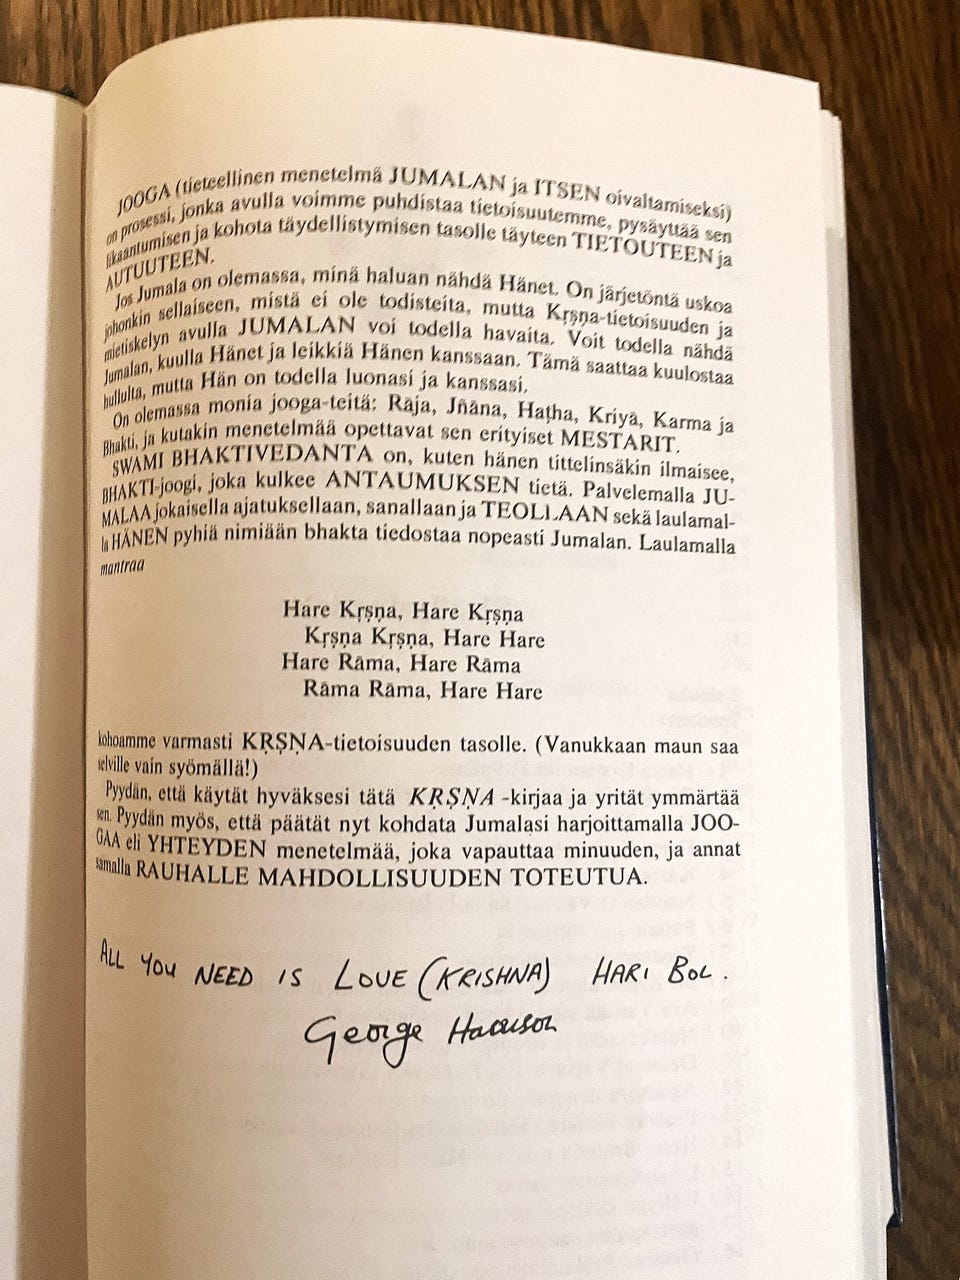 JOOGA (tieteellinen menetelmä JUMALAN ja ITSEN oivaltamiseksi)
on prosessi, jonka avulla voimme puhdistaa tietoisuutemme, pysäyttää sen
likaantumisen ja kohota täydellistymisen tasolle täyteen TIETOUTEEN ja
AUTUUTEEN.
Jos Jumala on olemassa, minä haluan nähdä Hänet. On järjetöntä uskoa
johonkin sellaiseen, mistä ei ole todisteita, mutta Kṛṣṇa-tietoisuuden ja
mietiskelyn avulla JUMALAN voi todella havaita. Voit todella nähdä
Jumalan, kuulla Hänet ja leikkiä Hänen kanssaan. Tämä saattaa kuulostaa
hullulta, mutta Hän on todella luonasi ja kanssasi.
On olemassa monia jooga-teitä: Rāja, Jñāna, Haṭha, Kriyā, Karma ja
Bhakti, ja kutakin menetelmää opettavat sen erityiset MESTARIT.
SWAMI BHAKTIVEDANTA on, kuten hänen tittelinsäkin ilmaisee,
BHAKTI-joogi, joka kulkee ANTAUMUKSEN tietä. Palvelemalla JU-
MALAA jokaisella ajatuksellaan, sanallaan ja TEOLLAAN sekä laulamal-
la HÄNEN pyhiä nimiään bhakta tiedostaa nopeasti Jumalan. Laulamalla
mantraa
Hare Kṛṣṇa, Hare Kṛṣṇa
Kṛṣṇa Kṛṣṇa, Hare Hare
Hare Rāma, Hare Rāma
Rāma Rāma, Hare Hare
kohoamme varmasti KṚṢṆA-tietoisuuden tasolle. (Vanukkaan maun saa
selville vain syömällä!)
Pyydän, että käytät hyväksesi tätä KṚṢṆA -kirjaa ja yrität ymmärtää
sen. Pyydän myös, että päätät nyt kohdata Jumalasi harjoittamalla JOO-
GAA eli YHTEYDEN menetelmää, joka vapauttaa minuuden, ja annat
samalla RAUHALLE MAHDOLLISUUDEN TOTEUTUA.
ALL YOU NEED IS LOVE (KRISHNA) HARI BOL.
George Harrison